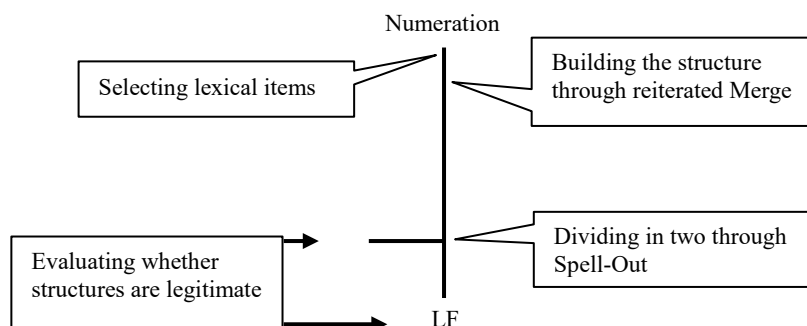 Numeration
Selecting lexical items
Building the structure
through reiterated Merge
Dividing in two through
Spell-Out
Evaluating whether
structures are legitimate
LF